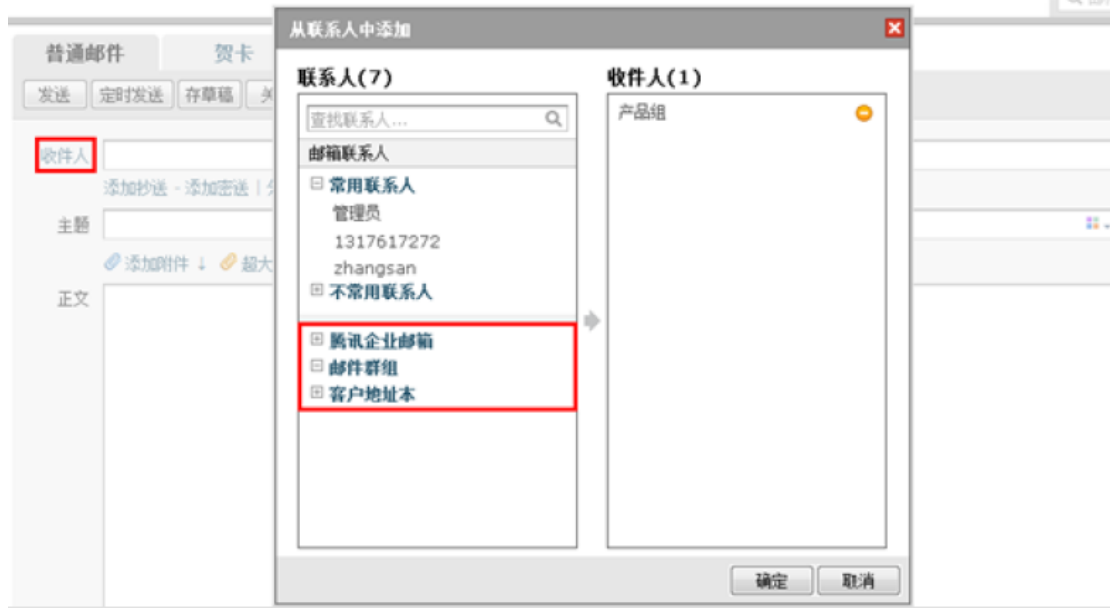 从联系人中添加
普通邮件 贺卡
联系人(7) 收件人(1)
发送 定时发送 存草稿
查找联系人... 产品组
收件人 邮箱联系人
添加抄送 - 添加密送 | 常用联系人
管理员
主题
1317617272
添加附件 ↓ 超大 zhangsan
正文 不常用联系人
腾讯企业邮箱
邮件群组
客户地址本
确定 取消